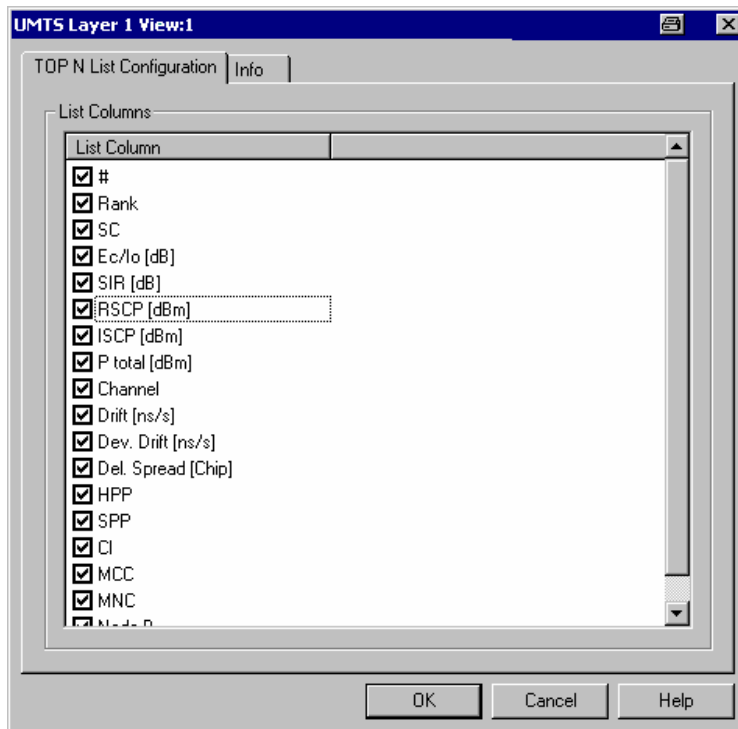 UMTS Layer 1 View:1
TOP N List Configuration Info
List Columns
List Column
#
Rank
SC
Ec/Io [dB]
SIR [dB]
RSCP [dBm]
ISCP [dBm]
P total [dBm]
Channel
Drift [ns/s]
Dev. Drift [ns/s]
Del. Spread [Chip]
HPP
SPP
CI
MCC
MNC
OK Cancel Help